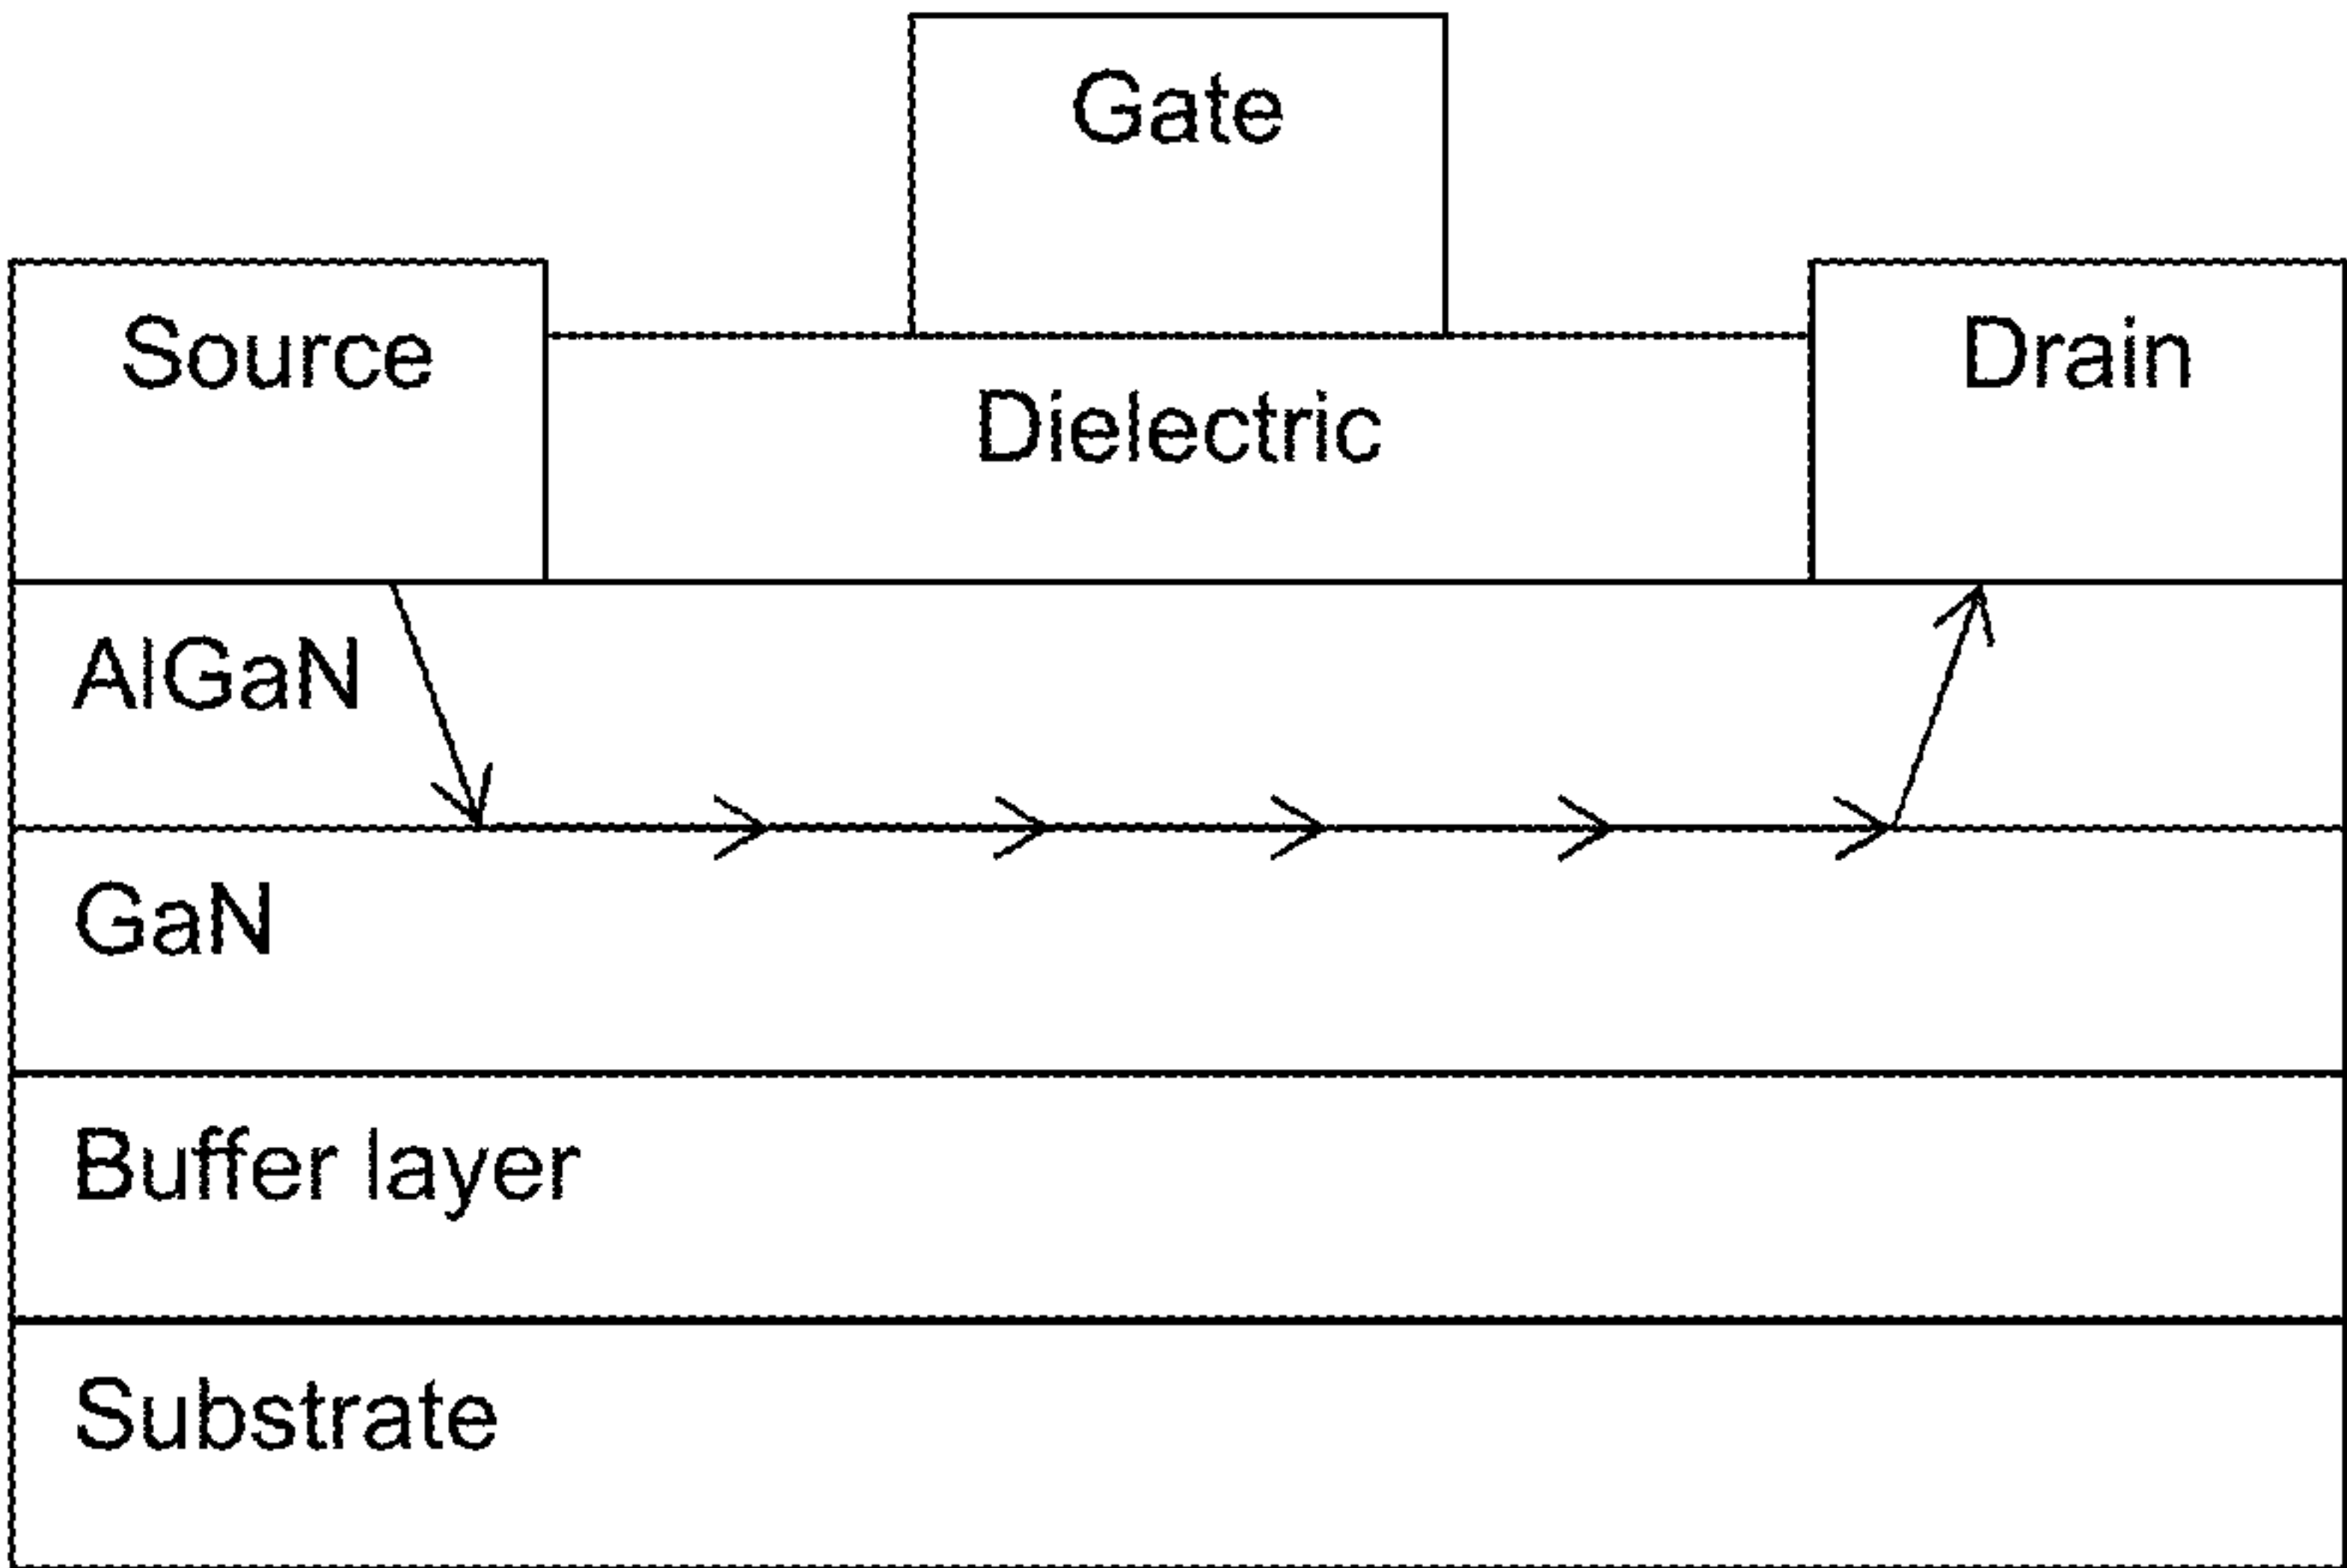 Gate
Source
Drain
Dielectric
AlGaN
GaN
Buffer layer
Substrate